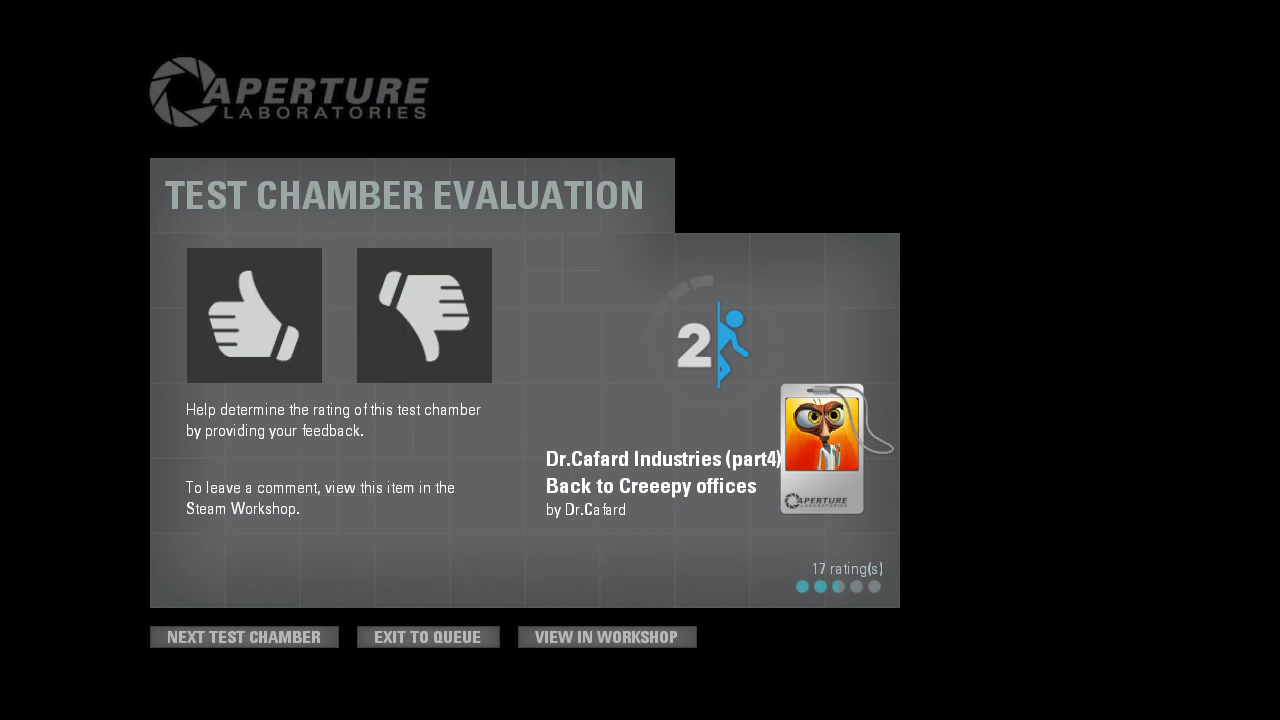 APERTURE
LABORATORIES
TEST CHAMBER EVALUATION
2
Help determine the rating of this test chamber
by providing your feedback.
To leave a comment, view this item in the
Steam Workshop.
Dr.Cafard Industries (part4)
Back to Creeepy offices
by Dr.Cafard
APERTURE
LABORATORIES
17 rating(s)
NEXT TEST CHAMBER
EXIT TO QUEUE
VIEW IN WORKSHOP